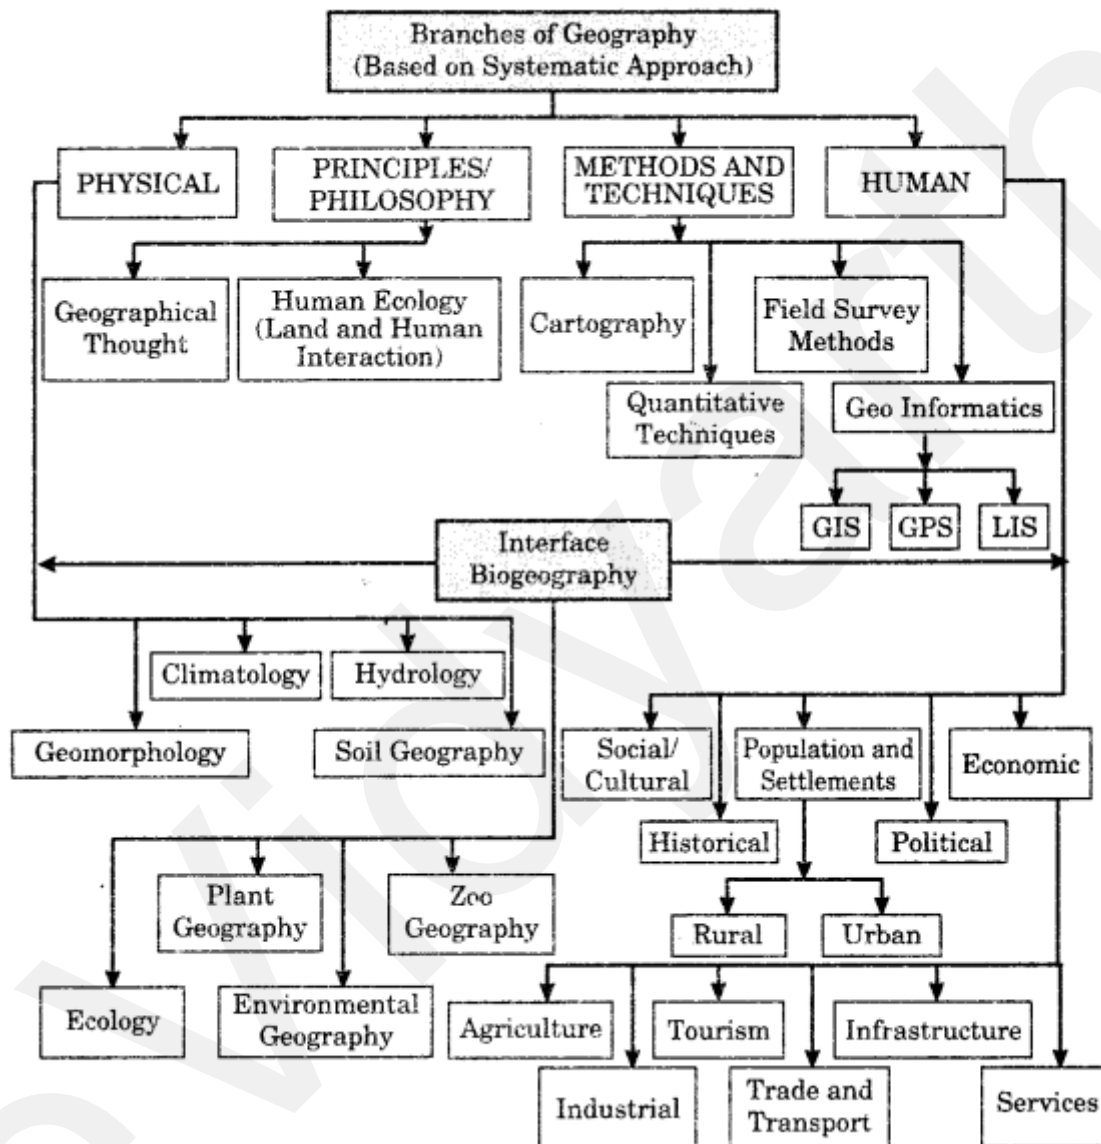 Branches of Geography
(Based on Systematic Approach)
PHYSICAL
PRINCIPLES/
PHILOSOPHY
METHODS AND
TECHNIQUES
HUMAN
Geographical
Thought
Human Ecology
(Land and Human
Interaction)
Cartography
Field Survey
Methods
Quantitative
Techniques
Geo Informatics
GIS
GPS
LIS
Interface
Biogeography
Climatology
Hydrology
Geomorphology
Soil Geography
Social/
Cultural
Population and
Settlements
Economic
Historical
Political
Plant
Geography
Zoo
Geography
Rural
Urban
Ecology
Environmental
Geography
Agriculture
Tourism
Infrastructure
Industrial
Trade and
Transport
Services